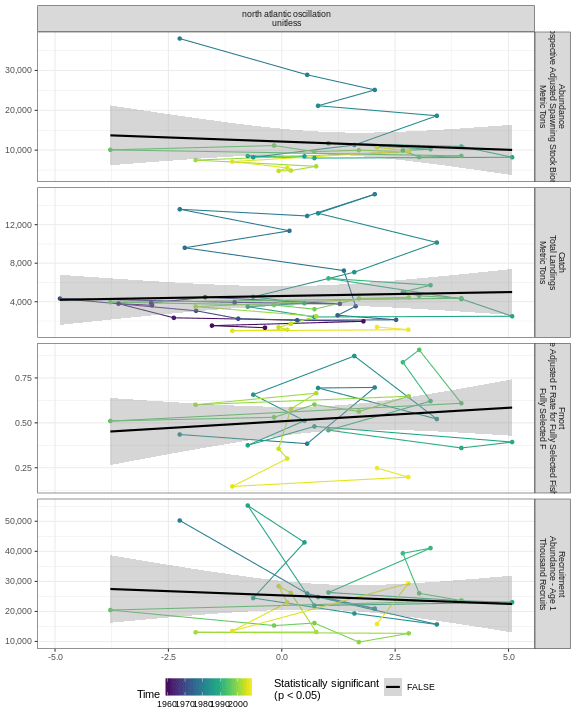 north atlantic oscillation
unitless
30,000
20,000
10,000
Abundance
Adjusted Spawning Stock
Metric Tons
12,000
8,000
4,000
Catch
Total Landings
Metric Tons
0.75
0.50
0.25
Fmort
Adjusted F Rate for Fully Selected
Fully Selected F
50,000
40,000
30,000
20,000
10,000
Recruitment
Abundance - Age 1
Thousand Recruits
-5.0 -2.5 0.0 2.5 5.0
Time
1960 1970 1980 1990 2000
Statistically significant
(p < 0.05)
FALSE